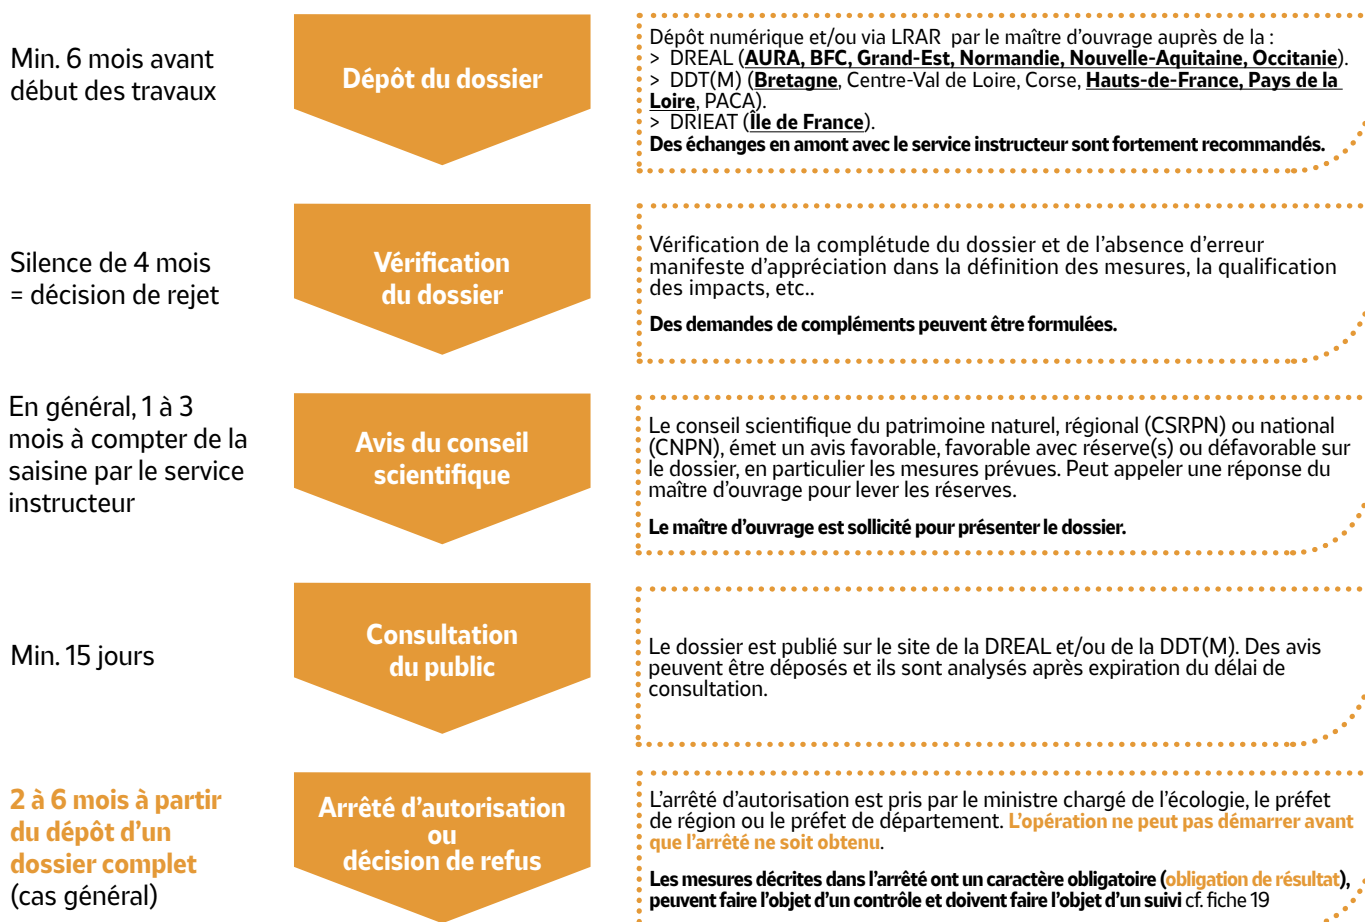 Min. 6 mois avant
début des travaux
Dépôt du dossier
Dépôt numérique et/ou via LRAR par le maître d'ouvrage auprès de la :
> DREAL (AURA, BFC, Grand-Est, Normandie, Nouvelle-Aquitaine, Occitanie).
> DDT(M) (Bretagne, Centre-Val de Loire, Corse, Hauts-de-France, Pays de la
Loire, PACA).
> DRIEAT (Île de France).
Des échanges en amont avec le service instructeur sont fortement recommandés.
Silence de 4 mois
= décision de rejet
Vérification
du dossier
Vérification de la complétude du dossier et de l'absence d'erreur
manifeste d'appréciation dans la définition des mesures, la qualification
des impacts, etc..
Des demandes de compléments peuvent être formulées.
En général, 1 à 3
mois à compter de la
saisine par le service
instructeur
Avis du conseil
scientifique
Le conseil scientifique du patrimoine naturel, régional (CSRPN) ou national
(CNPN), émet un avis favorable, favorable avec réserve(s) ou défavorable sur
le dossier, en particulier les mesures prévues. Peut appeler une réponse du
maître d'ouvrage pour lever les réserves.
Le maître d'ouvrage est sollicité pour présenter le dossier.
Min. 15 jours
Consultation
du public
Le dossier est publié sur le site de la DREAL et/ou de la DDT(M). Des avis
peuvent être déposés et ils sont analysés après expiration du délai de
consultation.
2 à 6 mois à partir
du dépôt d'un
dossier complet
(cas général)
Arrêté d'autorisation
ou
décision de refus
L'arrêté d'autorisation est pris par le ministre chargé de l'écologie, le préfet
de région ou le préfet de département. L'opération ne peut pas démarrer avant
que l'arrêté ne soit obtenu.
Les mesures décrites dans l'arrêté ont un caractère obligatoire (obligation de résultat),
peuvent faire l'objet d'un contrôle et doivent faire l'objet d'un suivi cf. fiche 19